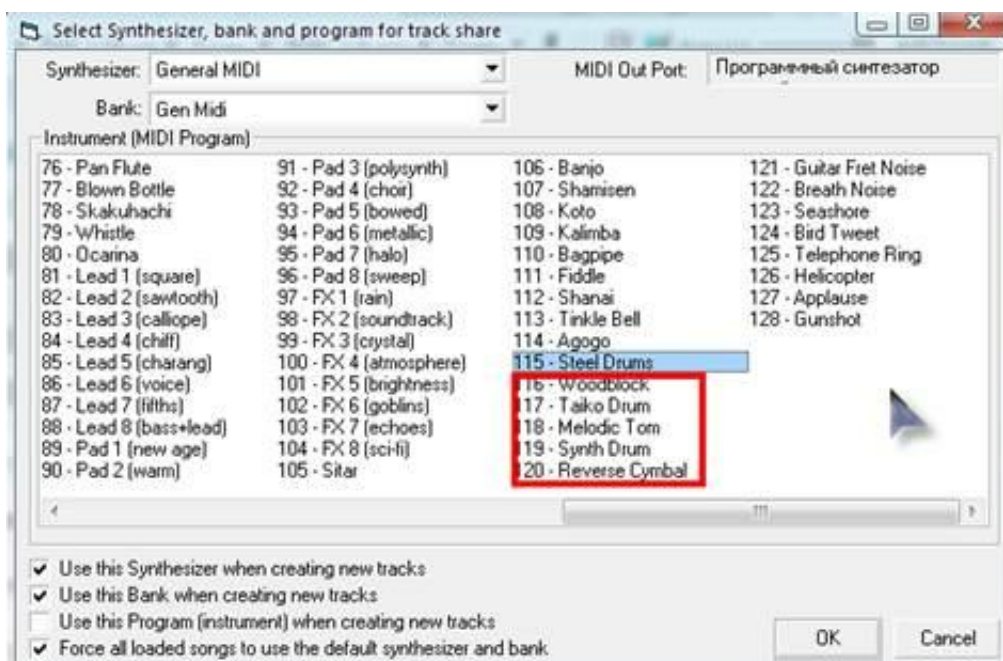 Select Synthesizer, bank and program for track share
Synthesizer: General MIDI
MIDI Out Port: Программный синтезатор
Bank: Gen Midi
Instrument (MIDI Program)
76 - Pan Flute
77 - Blown Bottle
78 - Skakuhachi
79 - Whistle
80 - Ocarina
81 - Lead 1 (square)
82 - Lead 2 (sawtooth)
83 - Lead 3 (calliope)
84 - Lead 4 (chiff)
85 - Lead 5 (charang)
86 - Lead 6 (voice)
87 - Lead 7 (fifths)
88 - Lead 8 (bass+lead)
89 - Pad 1 (new age)
90 - Pad 2 (warm)
91 - Pad 3 (polysynth)
92 - Pad 4 (choir)
93 - Pad 5 (bowed)
94 - Pad 6 (metallic)
95 - Pad 7 (halo)
96 - Pad 8 (sweep)
97 - FX 1 (rain)
98 - FX 2 (soundtrack)
99 - FX 3 (crystal)
100 - FX 4 (atmosphere)
101 - FX 5 (brightness)
102 - FX 6 (goblins)
103 - FX 7 (echoes)
104 - FX 8 (sci-fi)
105 - Sitar
106 - Banjo
107 - Shamisen
108 - Koto
109 - Kalimba
110 - Bagpipe
111 - Fiddle
112 - Shanai
113 - Tinkle Bell
114 - Agogo
115 - Steel Drums
116 - Woodblock
117 - Taiko Drum
118 - Melodic Tom
119 - Synth Drum
120 - Reverse Cymbal
121 - Guitar Fret Noise
122 - Breath Noise
123 - Seashore
124 - Bird Tweet
125 - Telephone Ring
126 - Helicopter
127 - Applause
128 - Gunshot
Use this Synthesizer when creating new tracks
Use this Bank when creating new tracks
Use this Program (instrument) when creating new tracks
Force all loaded songs to use the default synthesizer and bank
OK
Cancel